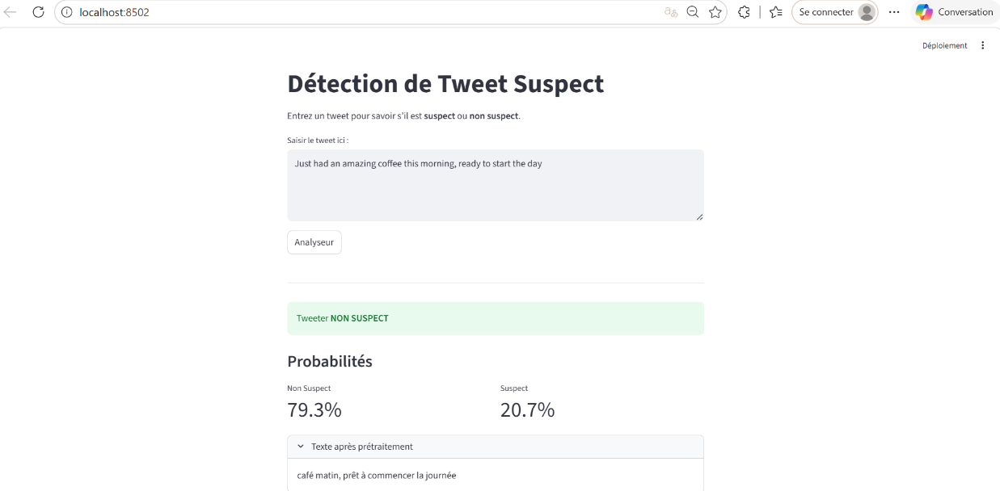 localhost:8502
Se connecter
Conversation
Déploiement
Détection de Tweet Suspect
Entrez un tweet pour savoir s'il est suspect ou non suspect.
Saisir le tweet ici :
Just had an amazing coffee this morning, ready to start the day
Analyseur
Tweeter NON SUSPECT
Probabilités
Non Suspect Suspect
79.3% 20.7%
Texte après prétraitement
café matin, prêt à commencer la journée